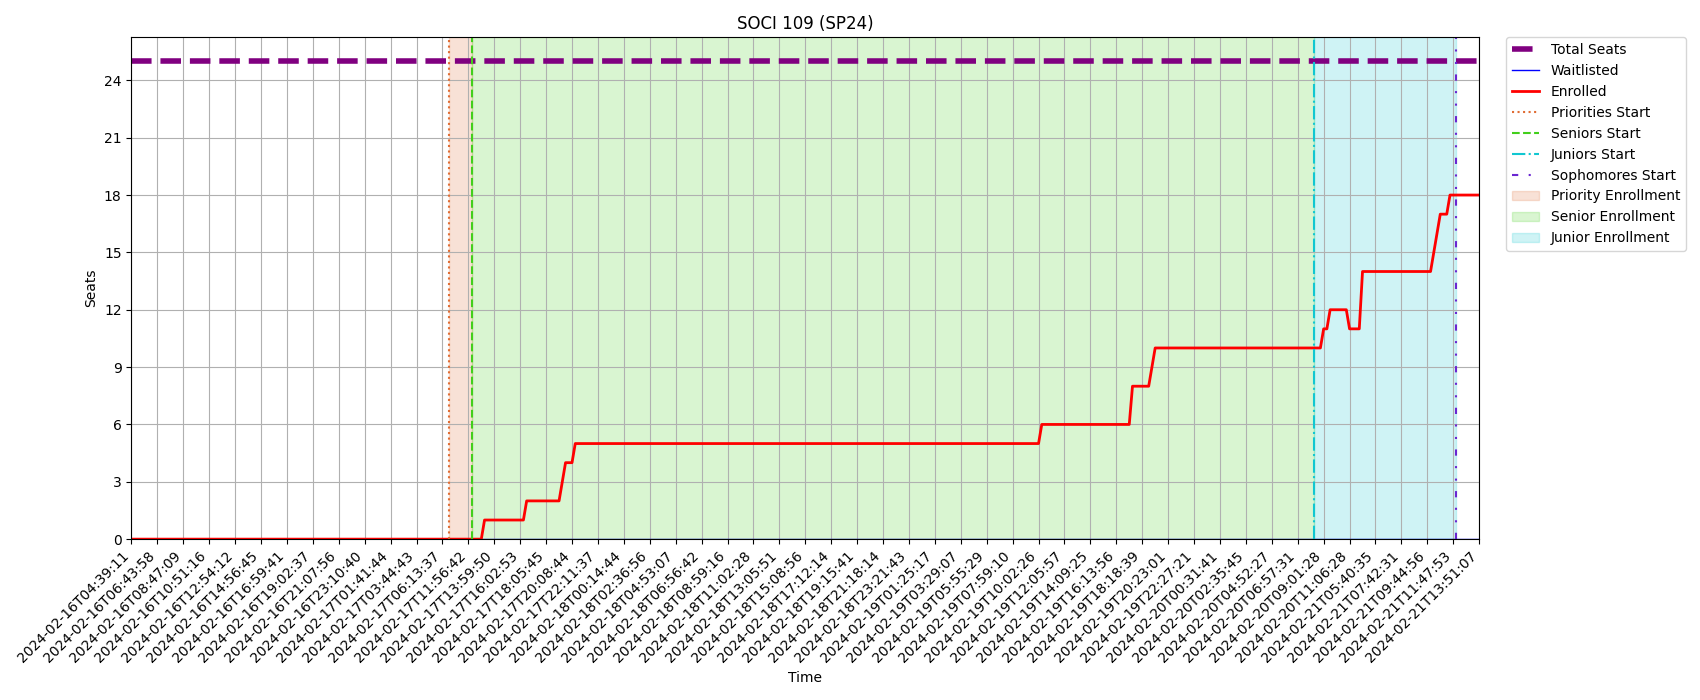 SOCI 109 (SP24)
Seats
24
21
18
15
12
9
6
3
0
2024-02-16T04:39:11
2024-02-16T06:43:58
2024-02-16T08:47:09
2024-02-16T10:51:16
2024-02-16T12:54:12
2024-02-16T14:56:45
2024-02-16T16:59:41
2024-02-16T19:02:37
2024-02-16T21:07:56
2024-02-16T23:10:40
2024-02-17T01:41:44
2024-02-17T03:44:43
2024-02-17T06:13:37
2024-02-17T11:56:42
2024-02-17T13:59:50
2024-02-17T16:02:53
2024-02-17T18:05:45
2024-02-17T20:08:44
2024-02-17T22:11:37
2024-02-18T00:14:44
2024-02-18T02:36:56
2024-02-18T04:53:07
2024-02-18T06:56:42
2024-02-18T08:59:16
2024-02-18T11:02:28
2024-02-18T13:05:51
2024-02-18T15:08:56
2024-02-18T17:12:14
2024-02-18T19:15:41
2024-02-18T21:18:14
2024-02-18T23:21:43
2024-02-19T01:25:17
2024-02-19T03:29:07
2024-02-19T05:55:29
2024-02-19T07:59:10
2024-02-19T10:02:26
2024-02-19T12:05:57
2024-02-19T14:09:25
2024-02-19T16:13:56
2024-02-19T18:18:39
2024-02-19T20:23:01
2024-02-19T22:27:21
2024-02-20T00:31:41
2024-02-20T02:35:45
2024-02-20T04:52:27
2024-02-20T06:57:31
2024-02-20T09:01:28
2024-02-20T11:06:28
2024-02-21T05:40:35
2024-02-21T07:42:31
2024-02-21T09:44:56
2024-02-21T11:47:53
2024-02-21T13:51:07
Time
Total Seats
Waitlisted
Enrolled
Priorities Start
Seniors Start
Juniors Start
Sophomores Start
Priority Enrollment
Senior Enrollment
Junior Enrollment